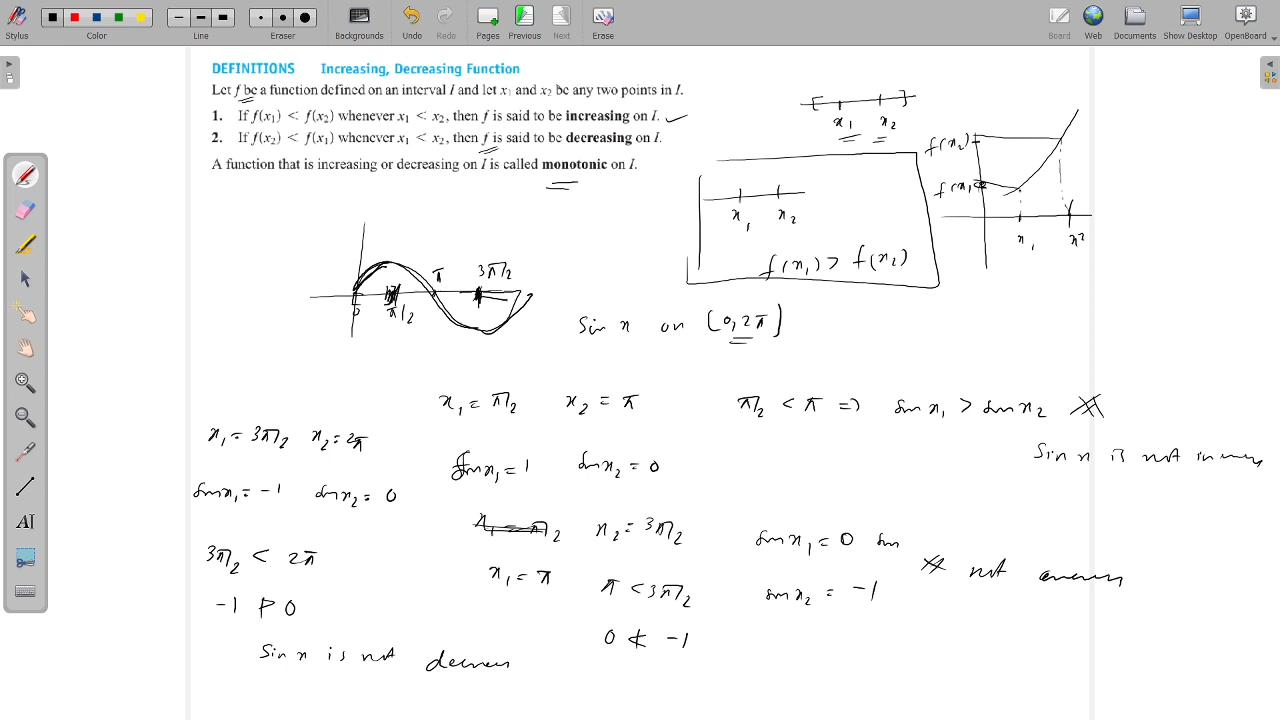 Stylus Color Line Eraser Backgrounds Undo Redo Pages Previous Next Erase Board Web Documents Show Desktop OpenBoard
DEFINITIONS Increasing, Decreasing Function
Let f be a function defined on an interval I and let x₁ and x₂ be any two points in I.
1. If f(x₁) < f(x₂) whenever x₁ < x₂, then f is said to be increasing on I.
2. If f(x₂) < f(x₁) whenever x₁ < x₂, then f is said to be decreasing on I.
A function that is increasing or decreasing on I is called monotonic on I.
x₁ x₂
f(x₂)
f(x₁)
x₁ x₂
x₁ x₂
f(x₁) > f(x₂)
0 π/2 π 3π/2
Sin x on [0, 2π]
x₁ = π/2 x₂ = π π/2 < π => sin x₁ > sin x₂
x₁ = 3π/2 x₂ = 2π
Sin x is not
sin x₁ = 1 sin x₂ = 0
sin x₁ = -1 sin x₂ = 0
x₁ = π/2 x₂ = 3π/2 sin x₁ = 0 sin
3π/2 < 2π
x₁ = π π < 3π/2 sin x₂ = -1
not
-1 ≯ 0
0 ≮ -1
Sin x is not
AI